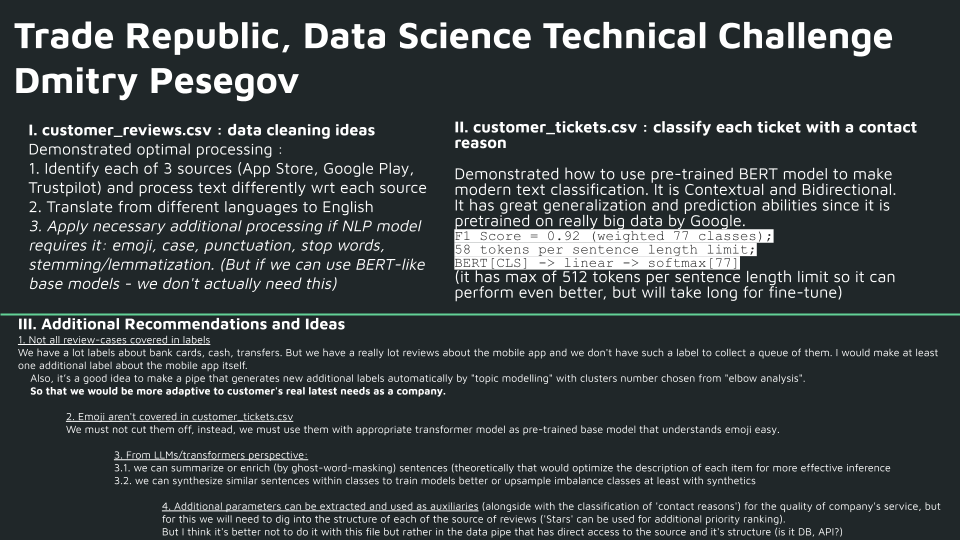 Trade Republic, Data Science Technical Challenge
Dmitry Pesegov
I. customer_reviews.csv : data cleaning ideas
Demonstrated optimal processing :
1. Identify each of 3 sources (App Store, Google Play,
Trustpilot) and process text differently wrt each source
2. Translate from different languages to English
3. Apply necessary additional processing if NLP model
requires it: emoji, case, punctuation, stop words,
stemming/lemmatization. (But if we can use BERT-like
base models - we don't actually need this)
II. customer_tickets.csv : classify each ticket with a contact
reason
Demonstrated how to use pre-trained BERT model to make
modern text classification. It is Contextual and Bidirectional.
It has great generalization and prediction abilities since it is
pretrained on really big data by Google.
F1 Score = 0.92 (weighted 77 classes);
58 tokens per sentence length limit;
BERT[CLS] -> linear -> softmax[77]
(it has max of 512 tokens per sentence length limit so it can
perform even better, but will take long for fine-tune)
III. Additional Recommendations and Ideas
1. Not all review-cases covered in labels
We have a lot labels about bank cards, cash, transfers. But we have a really lot reviews about the mobile app and we don't have such a label to collect a queue of them. I would make at least
one additional label about the mobile app itself.
Also, it's a good idea to make a pipe that generates new additional labels automatically by "topic modelling" with clusters number chosen from "elbow analysis".
So that we would be more adaptive to customer's real latest needs as a company.
2. Emoji aren't covered in customer_tickets.csv
We must not cut them off, instead, we must use them with appropriate transformer model as pre-trained base model that understands emoji easy.
3. From LLMs/transformers perspective:
3.1. we can summarize or enrich (by ghost-word-masking) sentences (theoretically that would optimize the description of each item for more effective inference
3.2. we can synthesize similar sentences within classes to train models better or upsample imbalance classes at least with synthetics
4. Additional parameters can be extracted and used as auxiliaries (alongside with the classification of 'contact reasons') for the quality of company's service, but
for this we will need to dig into the structure of each of the source of reviews ('Stars' can be used for additional priority ranking).
But I think it's better not to do it with this file but rather in the data pipe that has direct access to the source and it's structure (is it DB, API?)